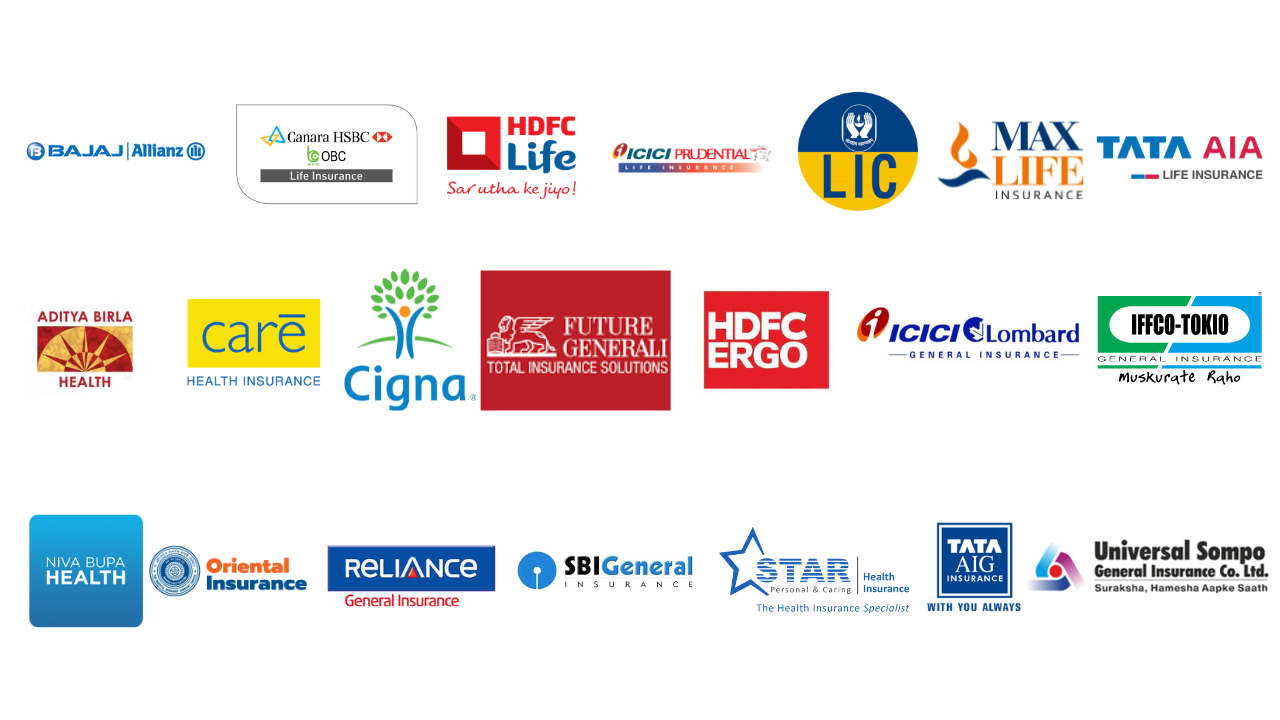 BAJAJ | Allianz
Canara HSBC
OBC
Life Insurance
HDFC
Life
Sar utha ke jiyo!
ICICI PRUDENTIAL
LIFE INSURANCE
LIC
MAX
LIFE
INSURANCE
TATA AIA
LIFE INSURANCE
ADITYA BIRLA
HEALTH
carē
HEALTH INSURANCE
Cigna®
FUTURE
GENERALI
TOTAL INSURANCE SOLUTIONS
HDFC
ERGO
ICICI Lombard
GENERAL INSURANCE
IFFCO-TOKIO
GENERAL INSURANCE
Muskurate Raho
NIVA BUPA
HEALTH
Oriental
Insurance
RELIANCE
General Insurance
SBI General
INSURANCE
STAR
Personal & Caring
Health
Insurance
The Health Insurance Specialist
TATA
AIG
INSURANCE
WITH YOU ALWAYS
Universal Sompo
General Insurance Co. Ltd.
Suraksha, Hamesha Aapke Saath